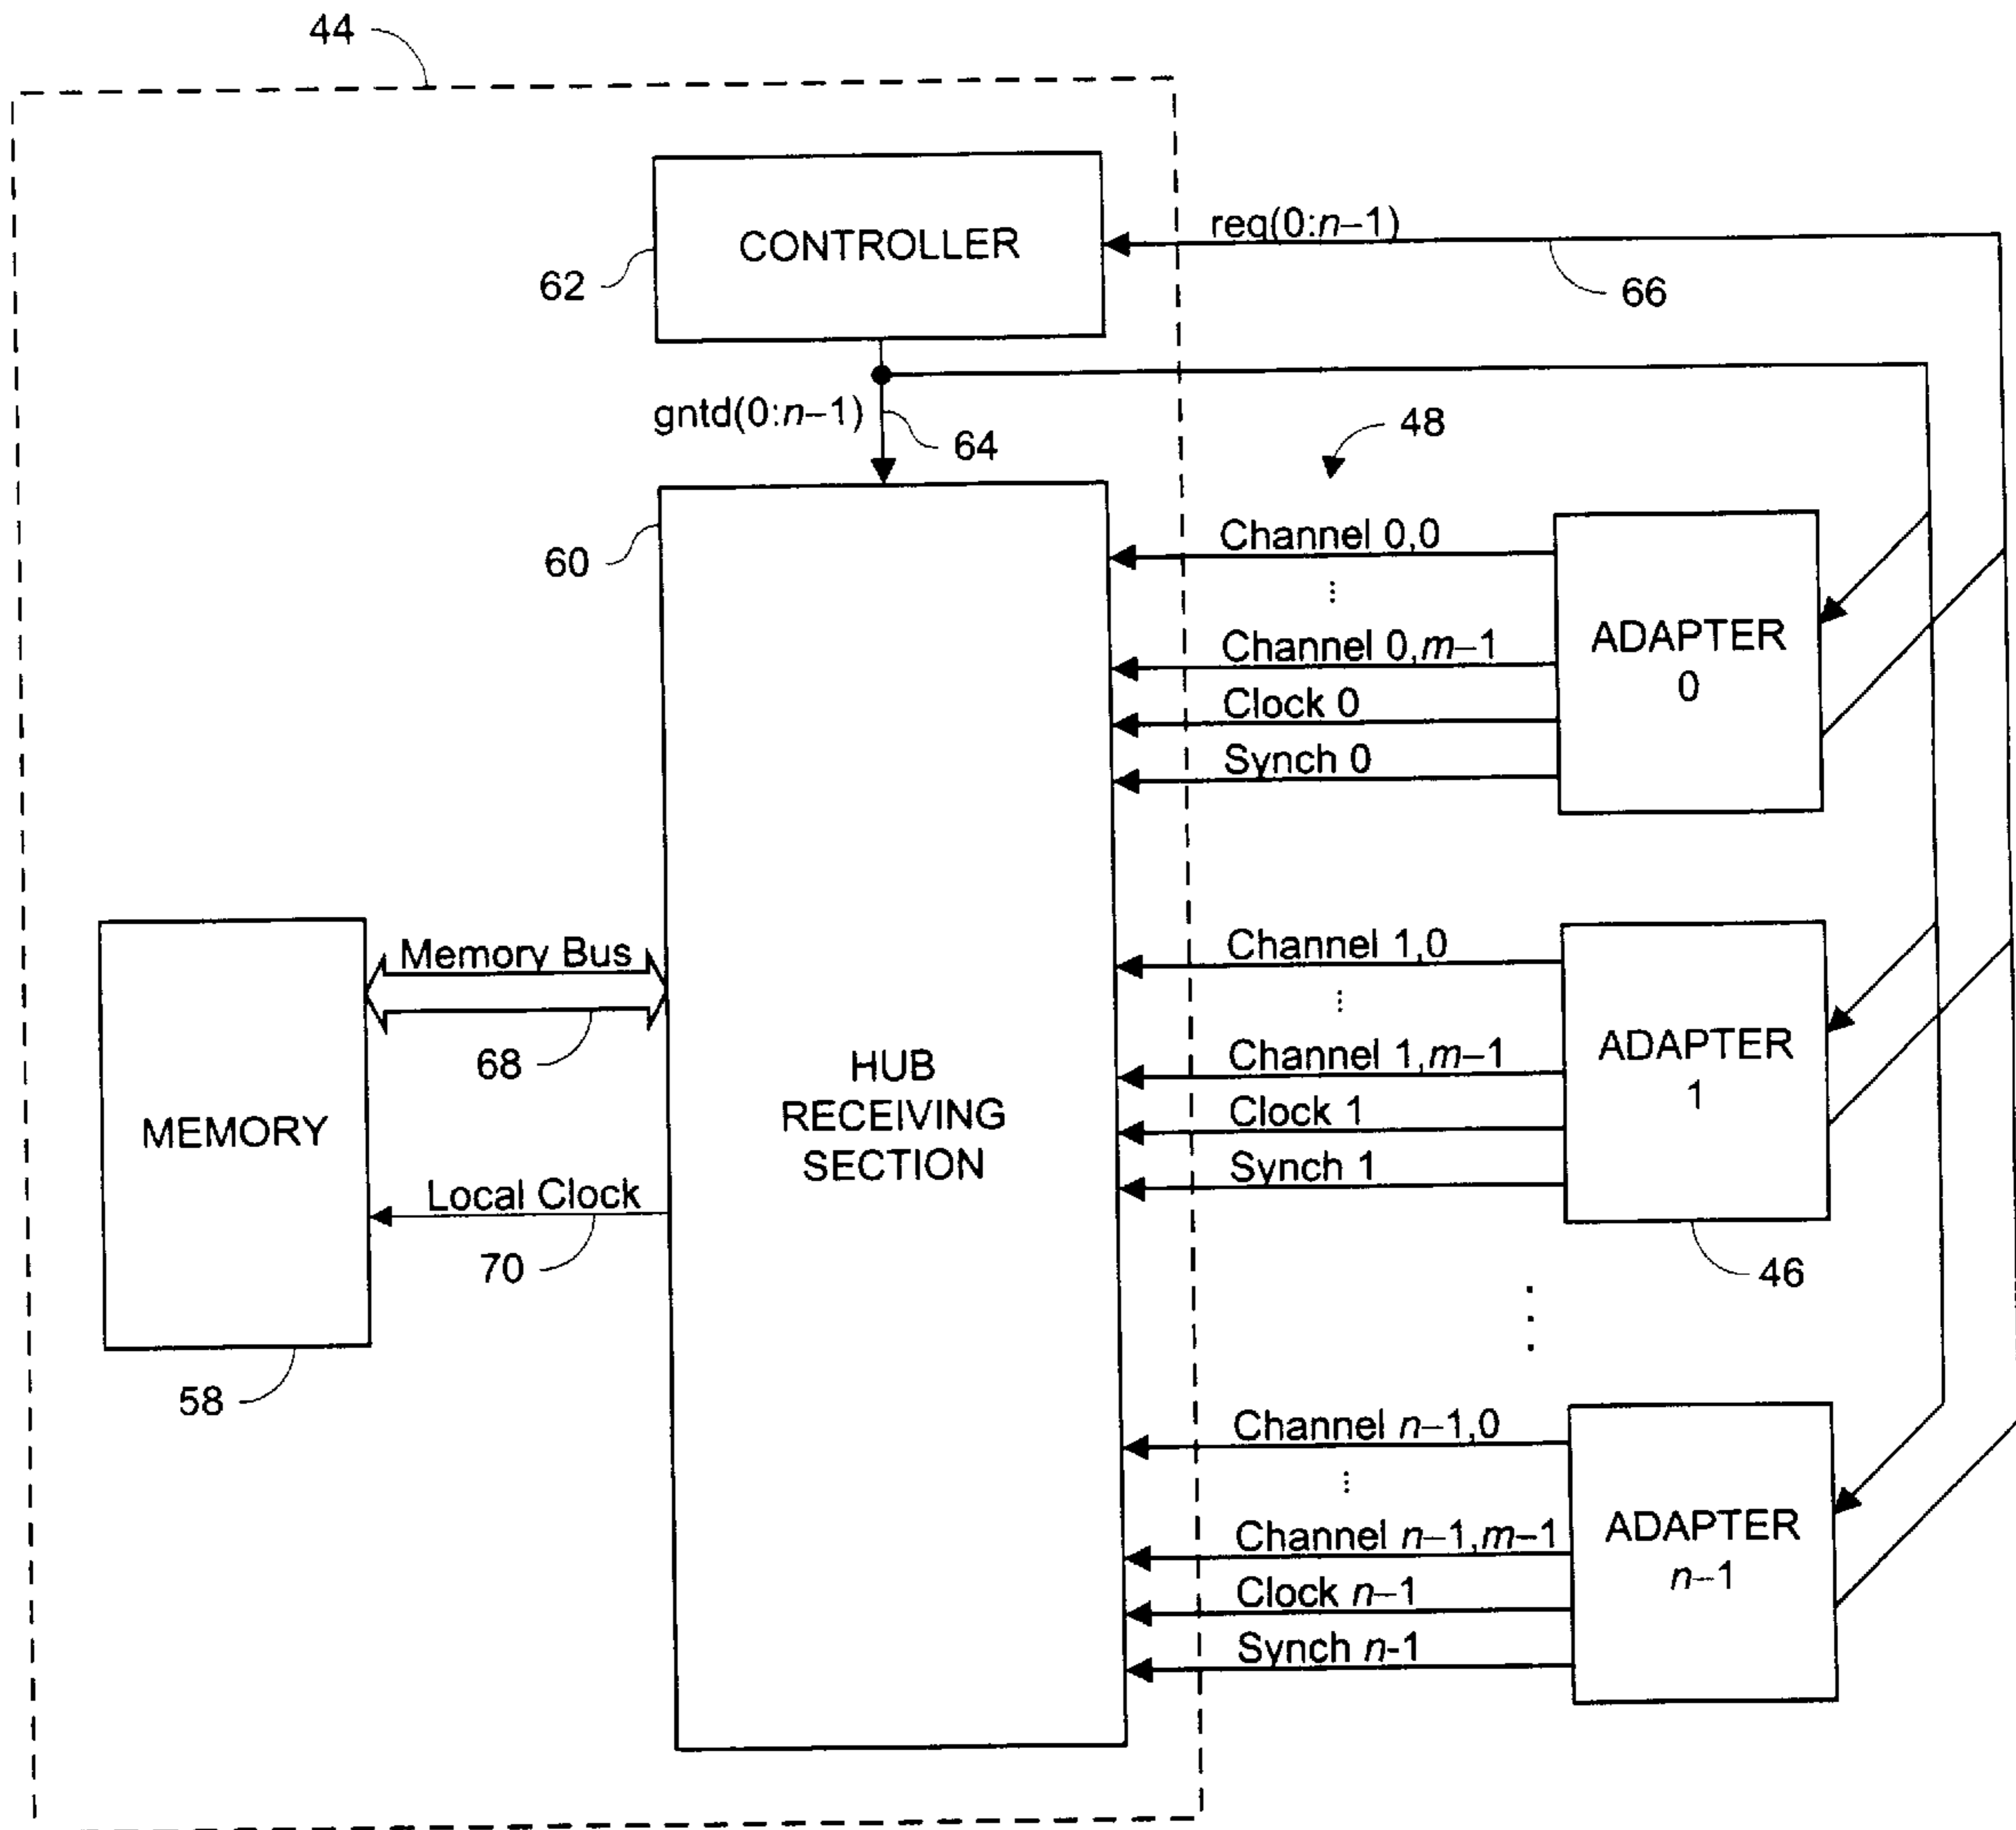 44
CONTROLLER
req(0:n–1)
62
66
gntd(0:n–1)
64
48
60
Channel 0,0
⋮
Channel 0,m–1
Clock 0
Synch 0
ADAPTER
0
Memory Bus
68
MEMORY
Local Clock
70
58
HUB
RECEIVING
SECTION
Channel 1,0
⋮
Channel 1,m–1
Clock 1
Synch 1
ADAPTER
1
46
⋮
Channel n–1,0
⋮
Channel n–1,m–1
Clock n–1
Synch n-1
ADAPTER
n–1